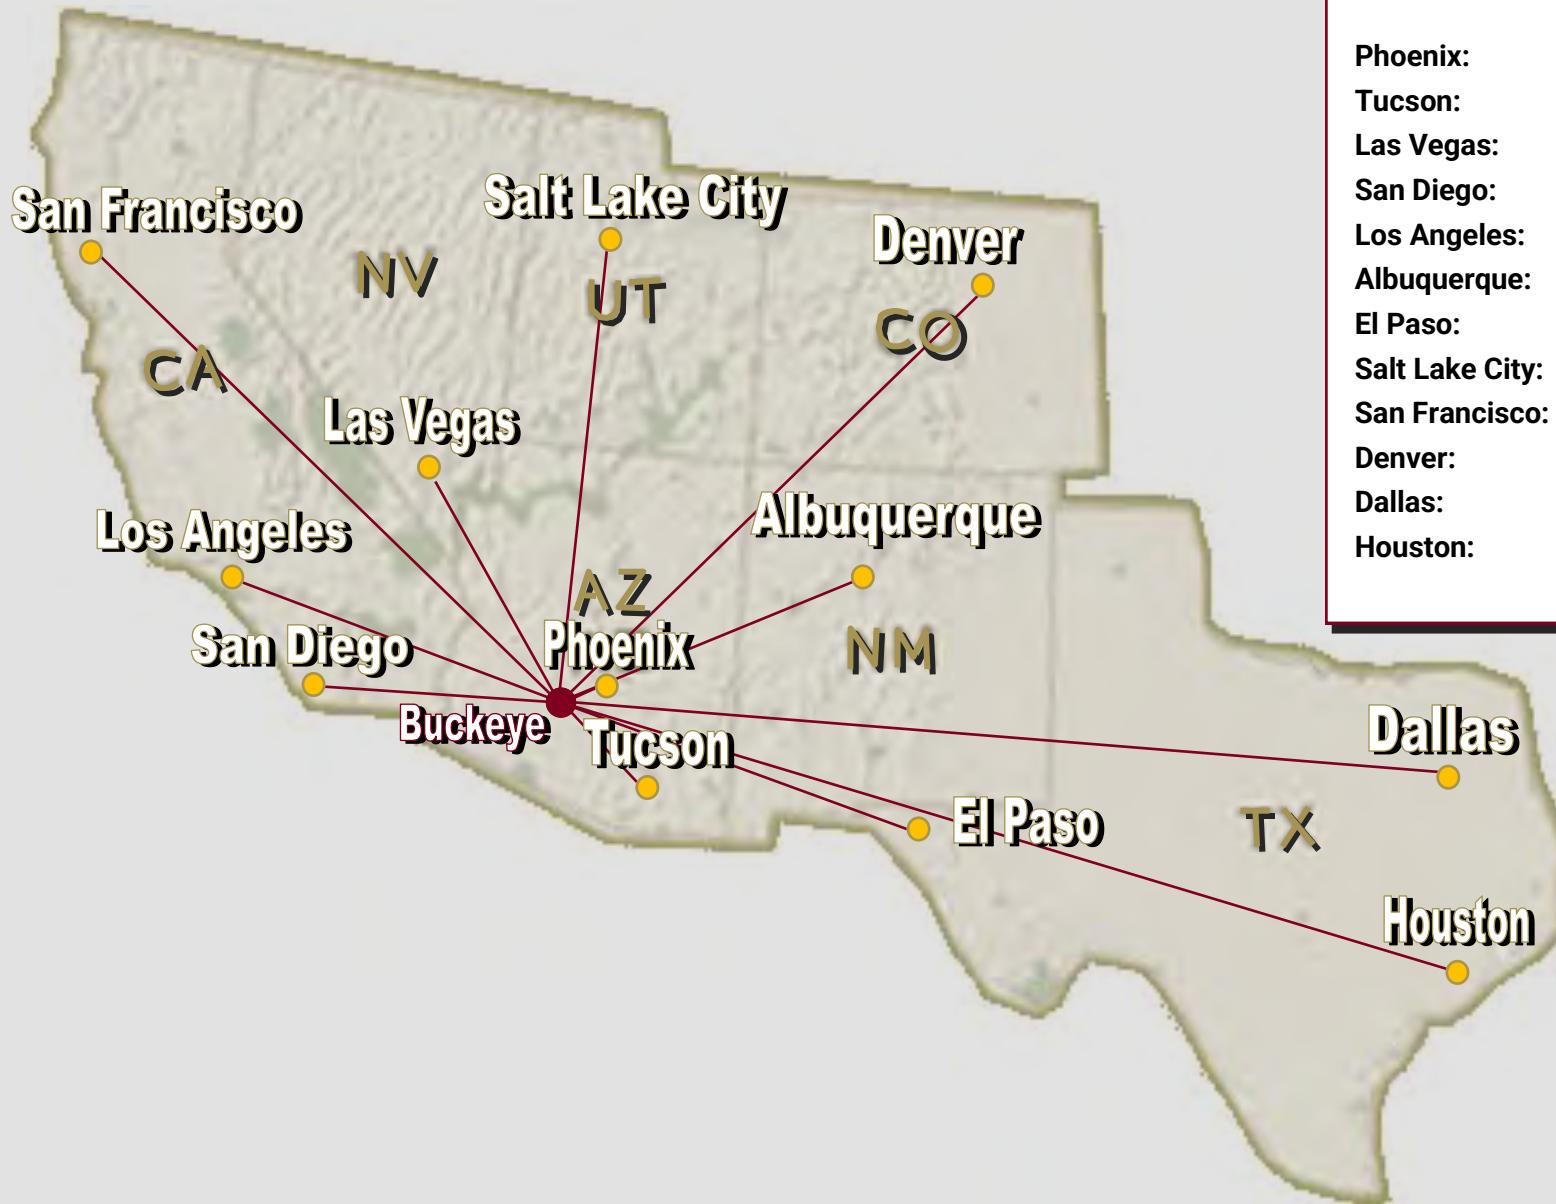 San Francisco
Salt Lake City
Denver
NV
UT
CO
CA
Las Vegas
Albuquerque
Los Angeles
AZ
San Diego
Phoenix
NM
Buckeye
Tucson
Dallas
El Paso
TX
Houston
Phoenix:
Tucson:
Las Vegas:
San Diego:
Los Angeles:
Albuquerque:
El Paso:
Salt Lake City:
San Francisco:
Denver:
Dallas:
Houston: